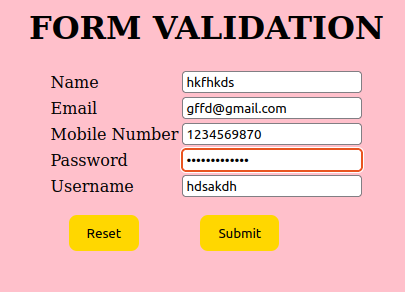 FORM VALIDATION
Name hkfhkds
Email gffd@gmail.com
Mobile Number 1234569870
Password •••••••••••••
Username hdsakdh
Reset Submit